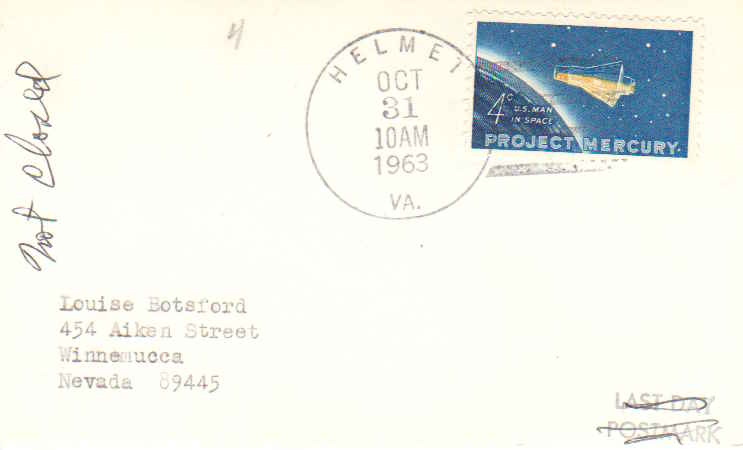 HELMET
OCT
31
10AM
1963
VA.
4c
U.S. MAN
IN SPACE
PROJECT MERCURY
Not Closed
Louise Botsford
454 Aiken Street
Winnemucca
Nevada 89445
LAST DAY
POSTMARK